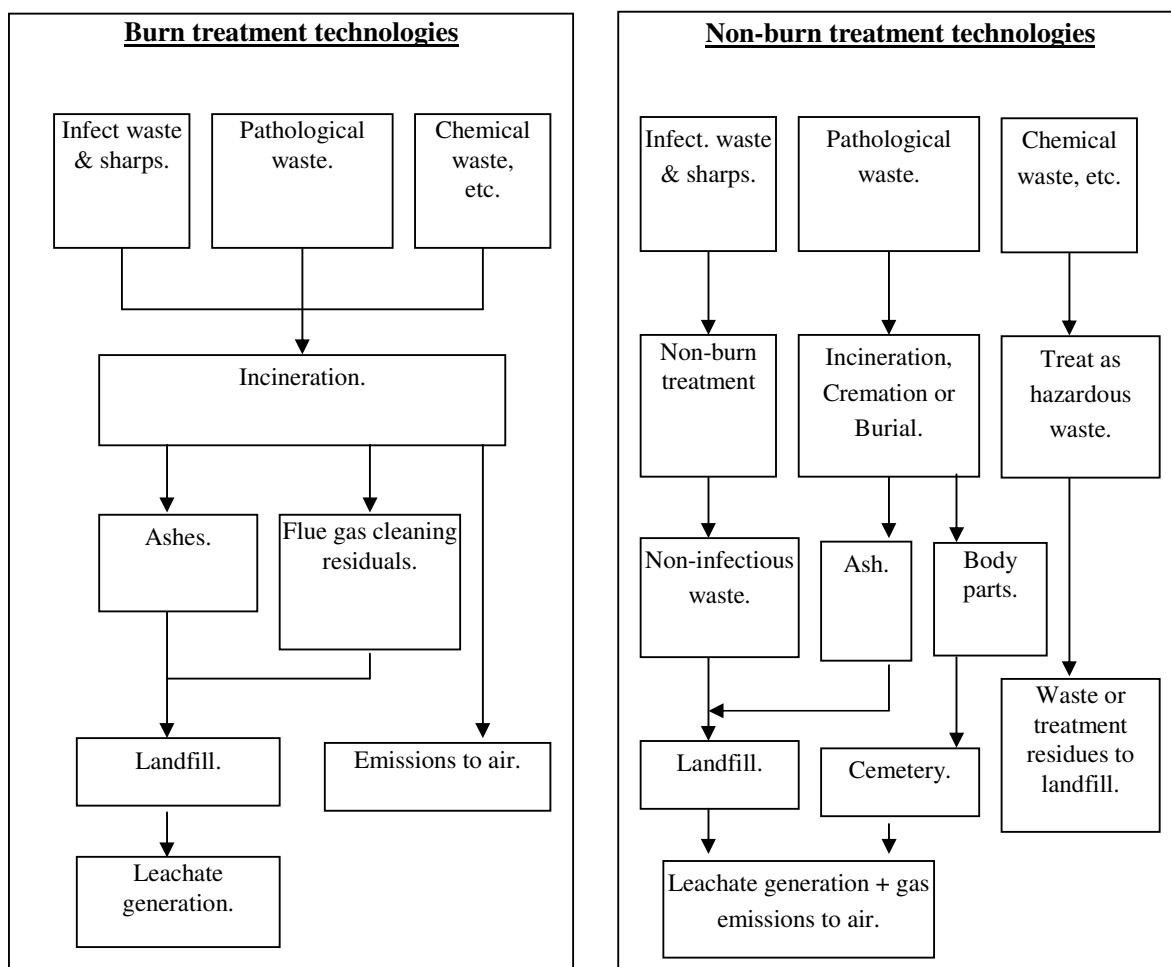 Burn treatment technologies
Infect waste
& sharps.
Pathological
waste.
Chemical
waste,
etc.
Incineration.
Ashes.
Flue gas cleaning
residuals.
Landfill.
Emissions to air.
Leachate
generation.
Non-burn treatment technologies
Infect. waste
& sharps.
Pathological
waste.
Chemical
waste, etc.
Non-burn
treatment
Incineration,
Cremation or
Burial.
Treat as
hazardous
waste.
Non-infectious
waste.
Ash.
Body
parts.
Waste or
treatment
residues to
landfill.
Landfill.
Cemetery.
Leachate generation + gas
emissions to air.